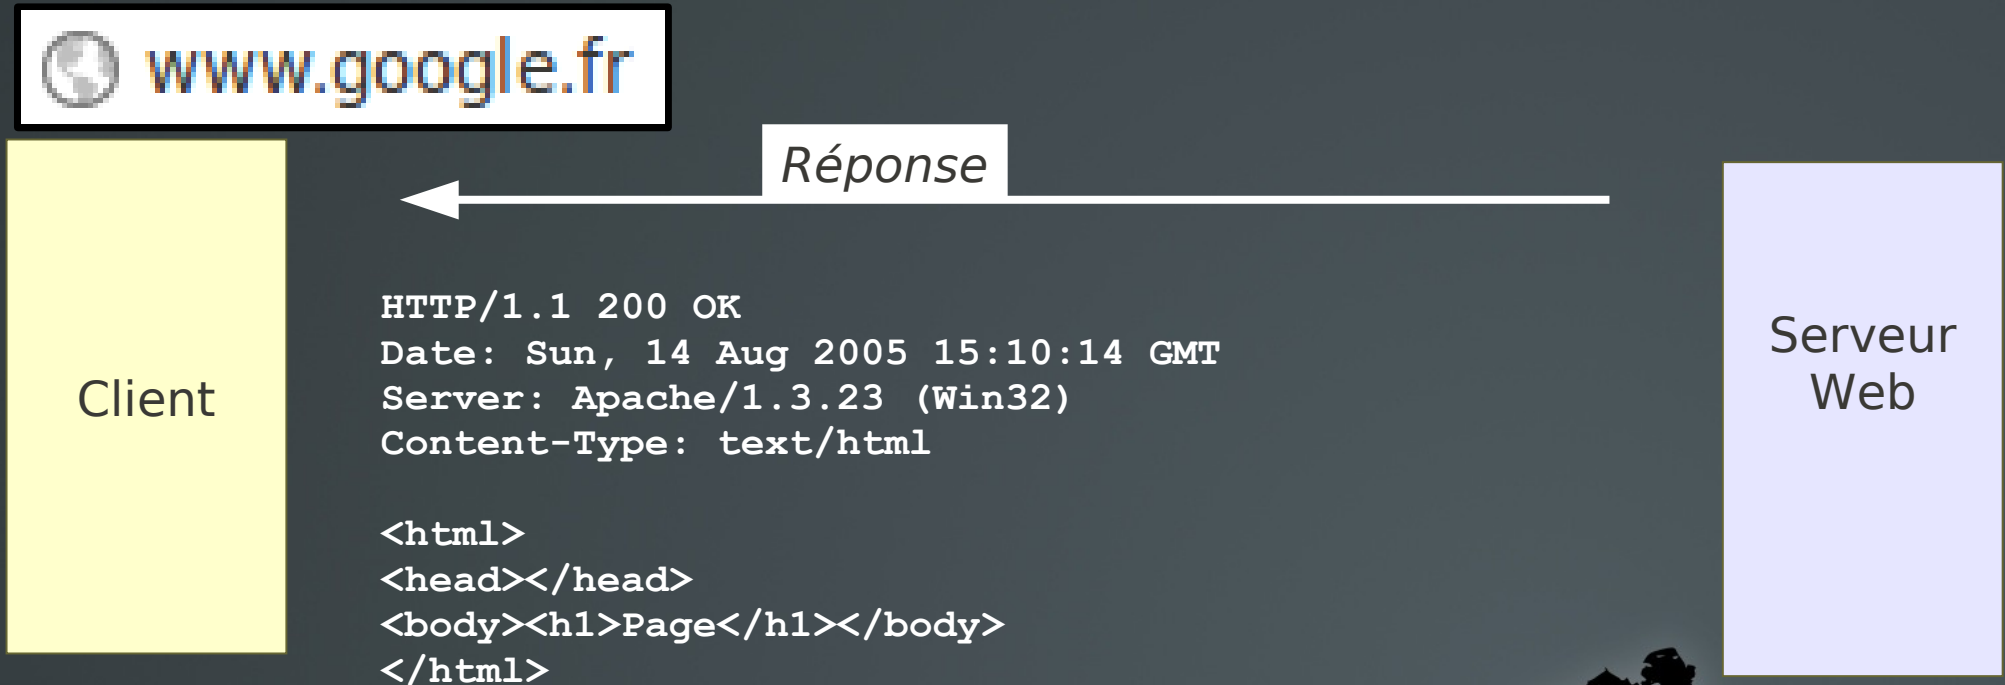 www.google.fr
Réponse
Client
HTTP/1.1 200 OK
Date: Sun, 14 Aug 2005 15:10:14 GMT
Server: Apache/1.3.23 (Win32)
Content-Type: text/html
<html>
<head></head>
<body><h1>Page</h1></body>
</html>
Serveur
Web